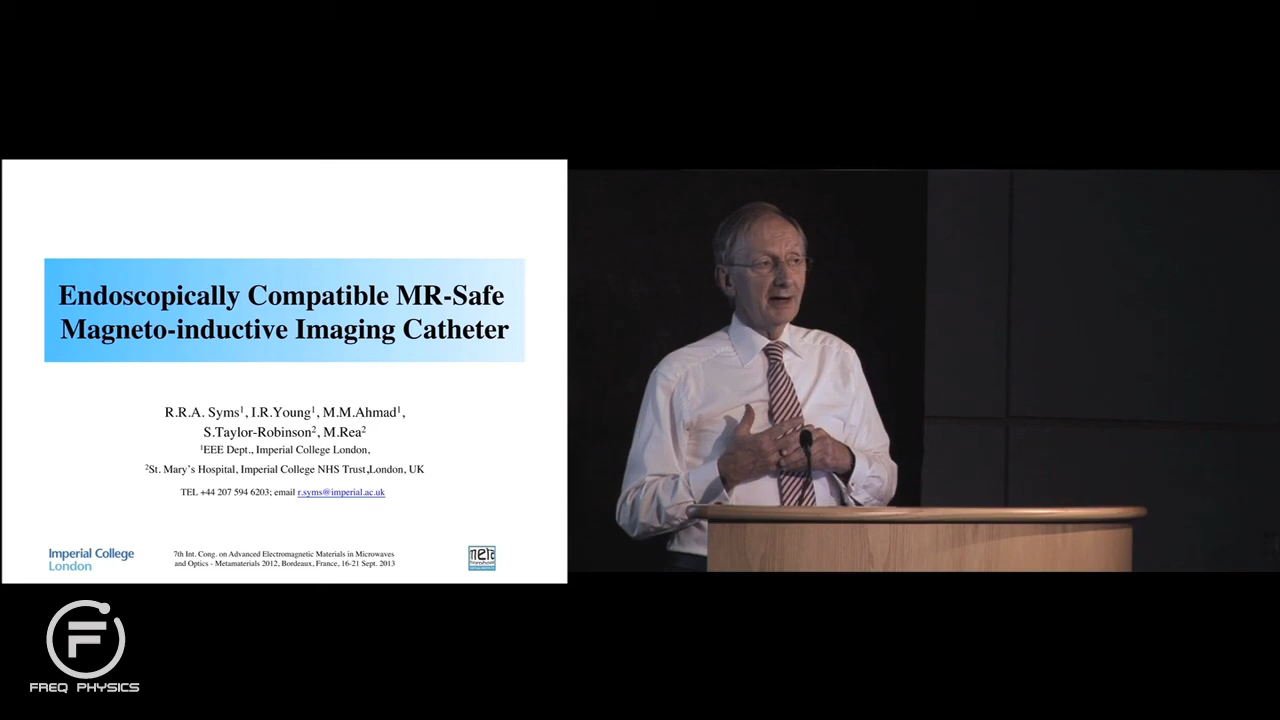 Endoscopically Compatible MR-Safe
Magneto-inductive Imaging Catheter
R.R.A. Syms¹, I.R.Young¹, M.M.Ahmad¹,
S.Taylor-Robinson², M.Rea²
¹EEE Dept., Imperial College London,
²St. Mary's Hospital, Imperial College NHS Trust,London, UK
TEL +44 207 594 6203; email r.syms@imperial.ac.uk
Imperial College
London
7th Int. Cong. on Advanced Electromagnetic Materials in Microwaves
and Optics - Metamaterials 2012, Bordeaux, France, 16-21 Sept. 2013
meta
F
FREQ PHYSICS